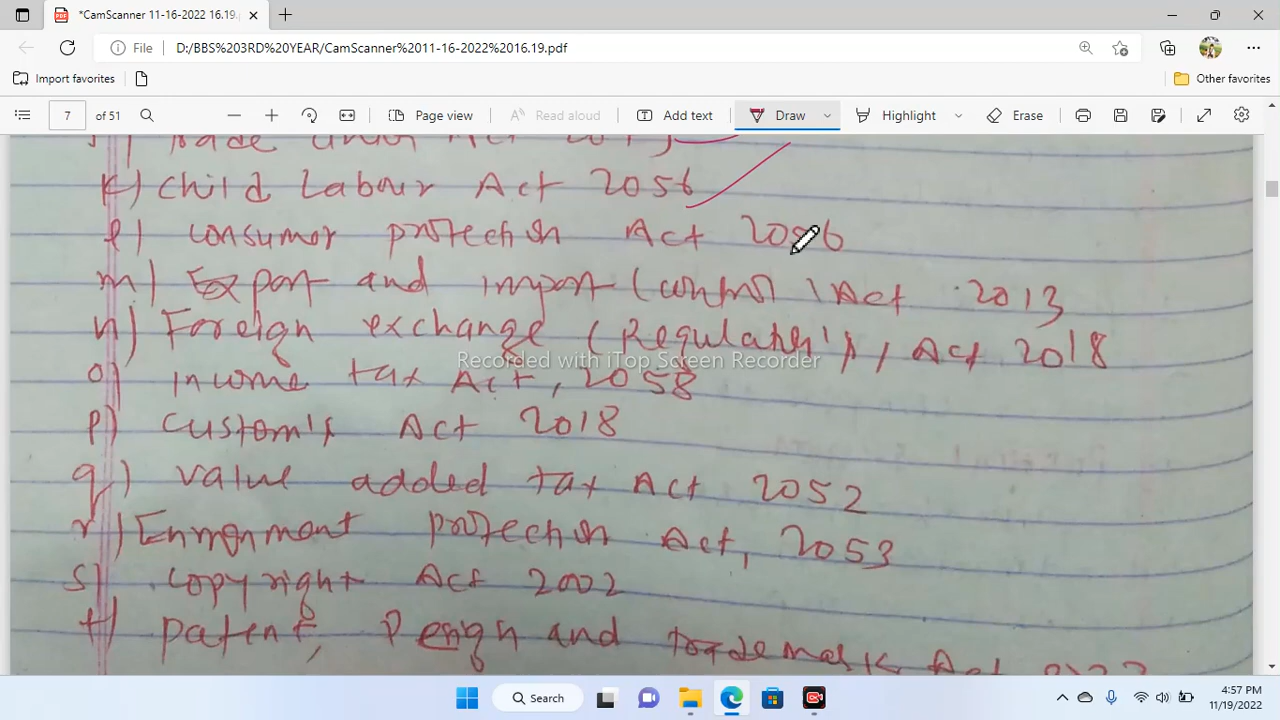 *CamScanner 11-16-2022 16.19.
File D:/BBS%203RD%20YEAR/CamScanner%2011-16-2022%2016.19.pdf
Import favorites Other favorites
7 of 51 Page view Read aloud Add text Draw Highlight Erase
k) Child Labour Act 2056
l) consumer protection Act 2056
m) Export and import (control) Act 2013
n) Foreign exchange (Regulation's), Act 2018
Recorded with iTop Screen Recorder
o) income tax Act, 2058
p) Custom's Act 2018
q) value added tax Act 2052
r) Envronment protection Act, 2053
s) copyright Act 2002
t) patent, Design and trademark Act
Search
4:57 PM
11/19/2022